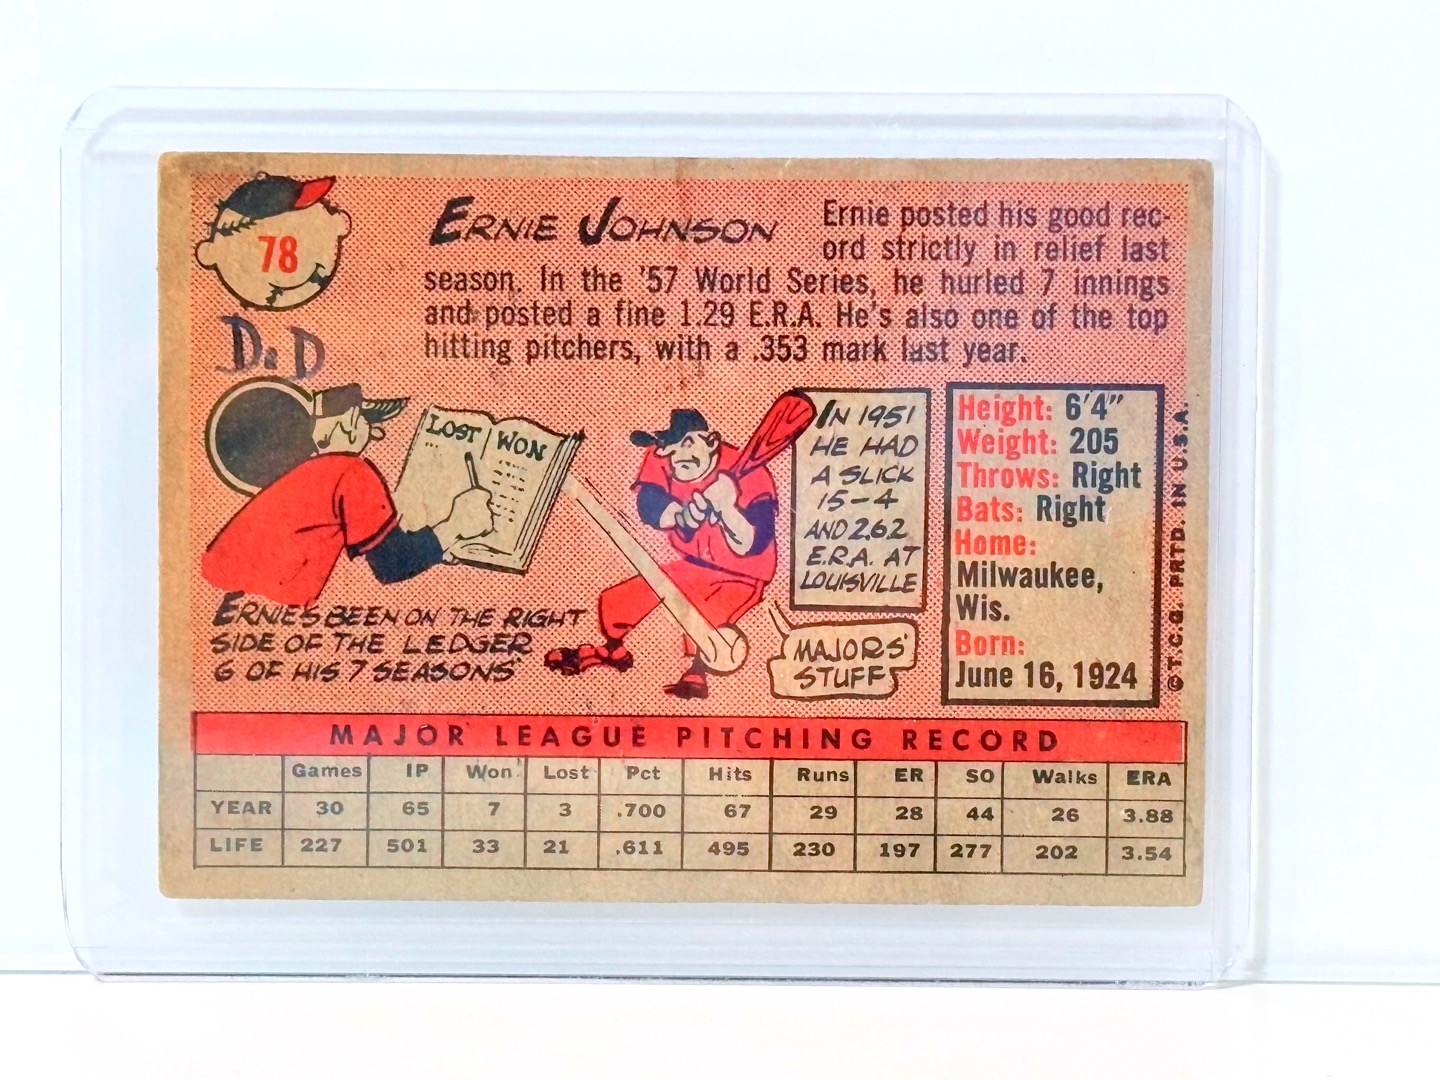 78
D.D
ERNIE JOHNSON
Ernie posted his good rec-
ord strictly in relief last
season. In the '57 World Series, he hurled 7 innings
and posted a fine 1.29 E.R.A. He's also one of the top
hitting pitchers, with a .353 mark last year.
LOST WON
ERNIE'S BEEN ON THE RIGHT
SIDE OF THE LEDGER
6 OF HIS 7 SEASONS
IN 1951
HE HAD
A SLICK
15-4
AND 2.62
E.R.A. AT
LOUISVILLE
MAJORS'
STUFF
Height: 6'4"
Weight: 205
Throws: Right
Bats: Right
Home:
Milwaukee,
Wis.
Born:
June 16, 1924
© T.C.G. PRTD. IN U.S.A.
MAJOR LEAGUE PITCHING RECORD
Games IP Won Lost Pct Hits Runs ER SO Walks ERA
YEAR 30 65 7 3 .700 67 29 28 44 26 3.88
LIFE 227 501 33 21 .611 495 230 197 277 202 3.54